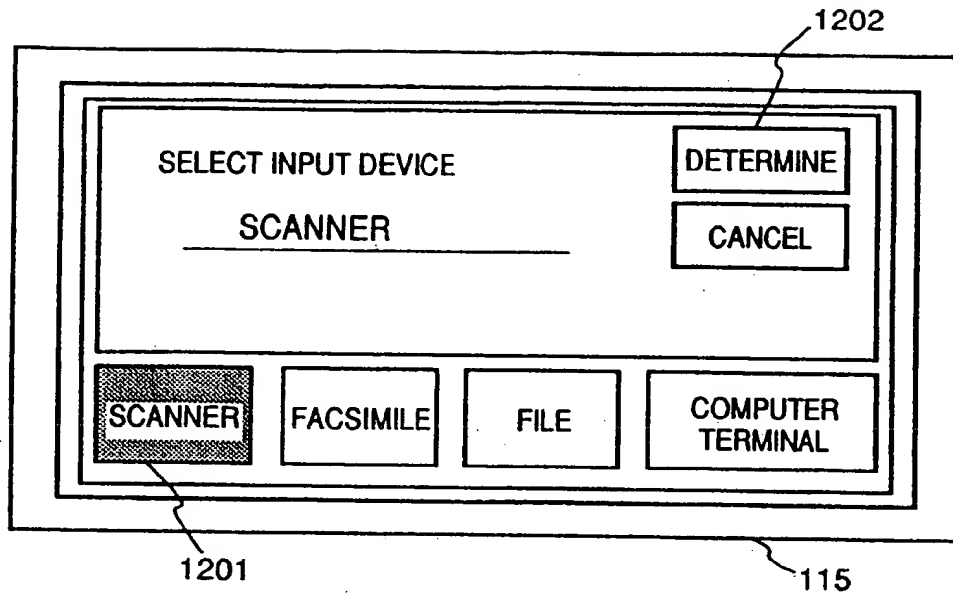 1202
SELECT INPUT DEVICE
DETERMINE
SCANNER
CANCEL
SCANNER
FACSIMILE
FILE
COMPUTER
TERMINAL
1201
115